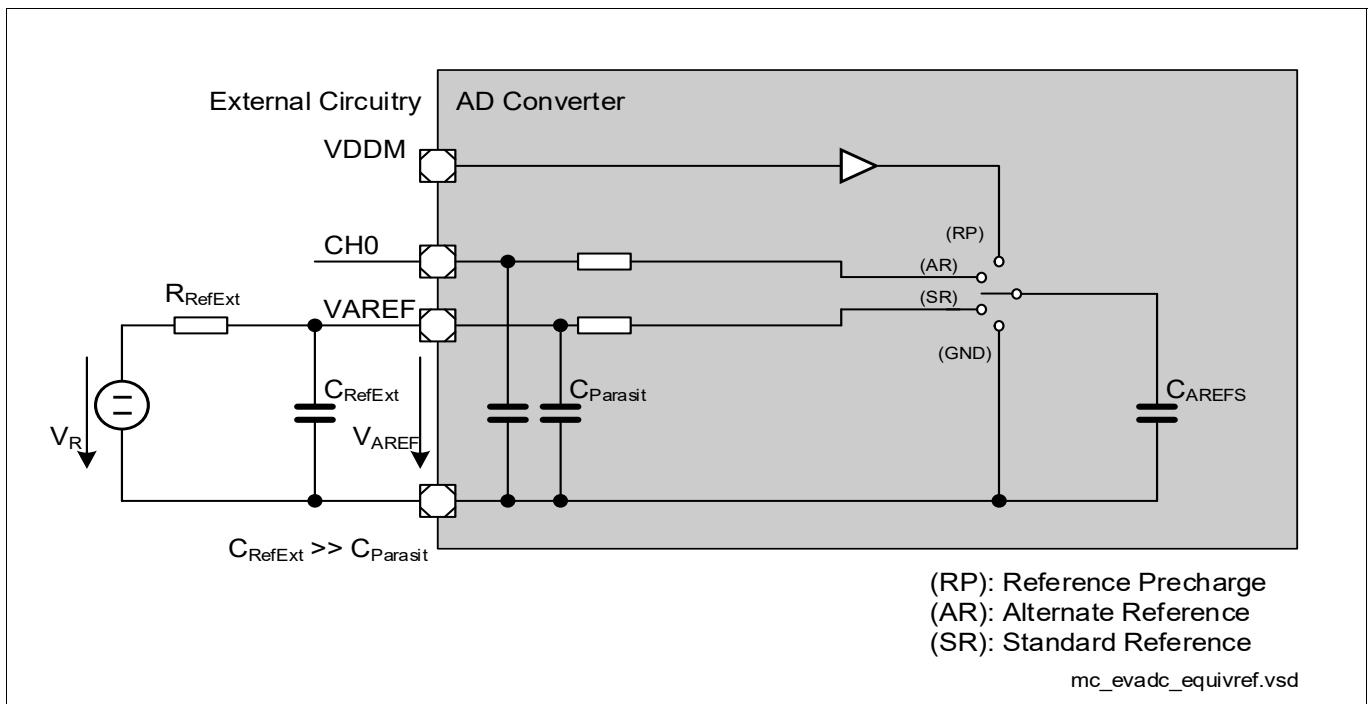 External Circuitry
AD Converter
VDDM
(RP)
CH0
(AR)
RRefExt
VAREF
(SR)
(GND)
CRefExt
CParasit
CAREFS
VR
VAREF
CRefExt >> CParasit
(RP): Reference Precharge
(AR): Alternate Reference
(SR): Standard Reference
mc_evadc_equivref.vsd